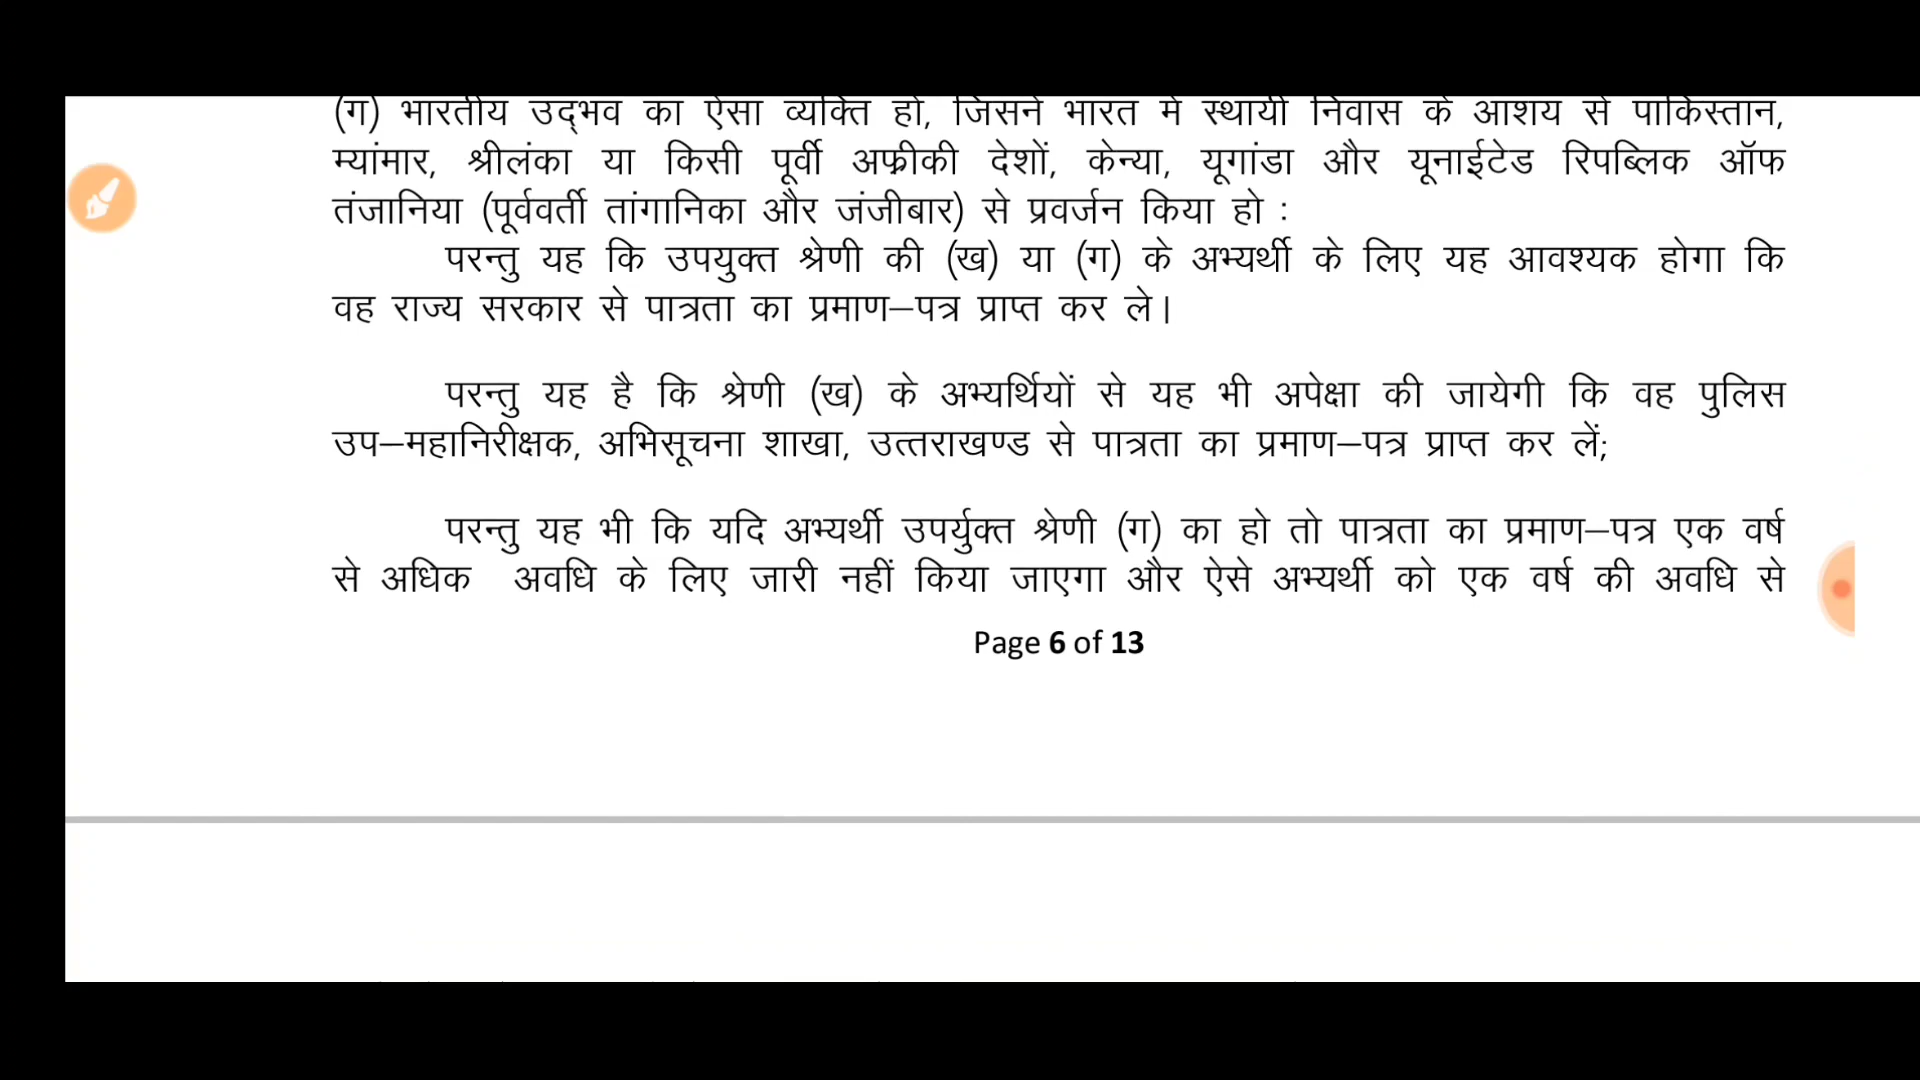 (ग) भारतीय उद्भव का ऐसा व्यक्ति हो, जिसने भारत में स्थायी निवास के आशय से पाकिस्तान,
म्यांमार, श्रीलंका या किसी पूर्वी अफ्रीकी देशों, केन्या, यूगांडा और यूनाईटेड रिपब्लिक ऑफ
तंजानिया (पूर्ववर्ती तांगानिका और जंजीबार) से प्रवर्जन किया हो :
परन्तु यह कि उपयुक्त श्रेणी की (ख) या (ग) के अभ्यर्थी के लिए यह आवश्यक होगा कि
वह राज्य सरकार से पात्रता का प्रमाण–पत्र प्राप्त कर ले।
परन्तु यह है कि श्रेणी (ख) के अभ्यर्थियों से यह भी अपेक्षा की जायेगी कि वह पुलिस
उप–महानिरीक्षक, अभिसूचना शाखा, उत्तराखण्ड से पात्रता का प्रमाण–पत्र प्राप्त कर लें;
परन्तु यह भी कि यदि अभ्यर्थी उपर्युक्त श्रेणी (ग) का हो तो पात्रता का प्रमाण–पत्र एक वर्ष
से अधिक अवधि के लिए जारी नहीं किया जाएगा और ऐसे अभ्यर्थी को एक वर्ष की अवधि से
Page 6 of 13